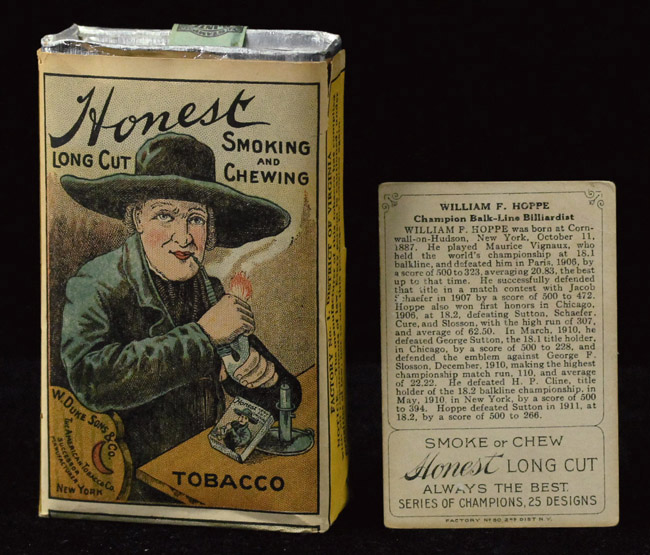 Honest
LONG CUT
SMOKING
AND
CHEWING
W. DUKE SONS & CO.
THE AMERICAN TOBACCO CO.
SUCCESSOR
MANUFACTURER
NEW YORK
TOBACCO
FACTORY NO.
DISTRICT OF VIRGINIA
WILLIAM F. HOPPE
Champion Balk-Line Billiardist
WILLIAM F. HOPPE was born at Corn-
wall-on-Hudson, New York, October 11,
1887. He played Maurice Vignaux, who
held the world's championship at 18.1
balkline, and defeated him in Paris, 1906, by
a score of 500 to 323, averaging 20.83, the best
up to that time. He successfully defended
that title in a match contest with Jacob
Schaefer in 1907 by a score of 500 to 472.
Hoppe also won first honors in Chicago,
1906, at 18.2, defeating Sutton, Schaefer,
Cure, and Slosson, with the high run of 307,
and average of 62.50. In March, 1910, he
defeated George Sutton, the 18.1 title holder,
in Chicago, by a score of 500 to 228, and
defended the emblem against George F.
Slosson, December, 1910, making the highest
championship match run, 110, and average
of 22.22. He defeated H. P. Cline, title
holder of the 18.2 balkline championship, in
May, 1910, in New York, by a score of 500
to 394. Hoppe defeated Sutton in 1911, at
18.2, by a score of 500 to 266.
SMOKE or CHEW
Honest LONG CUT
ALWAYS THE BEST
SERIES OF CHAMPIONS, 25 DESIGNS
FACTORY No 30 2ND DIST. N.Y.